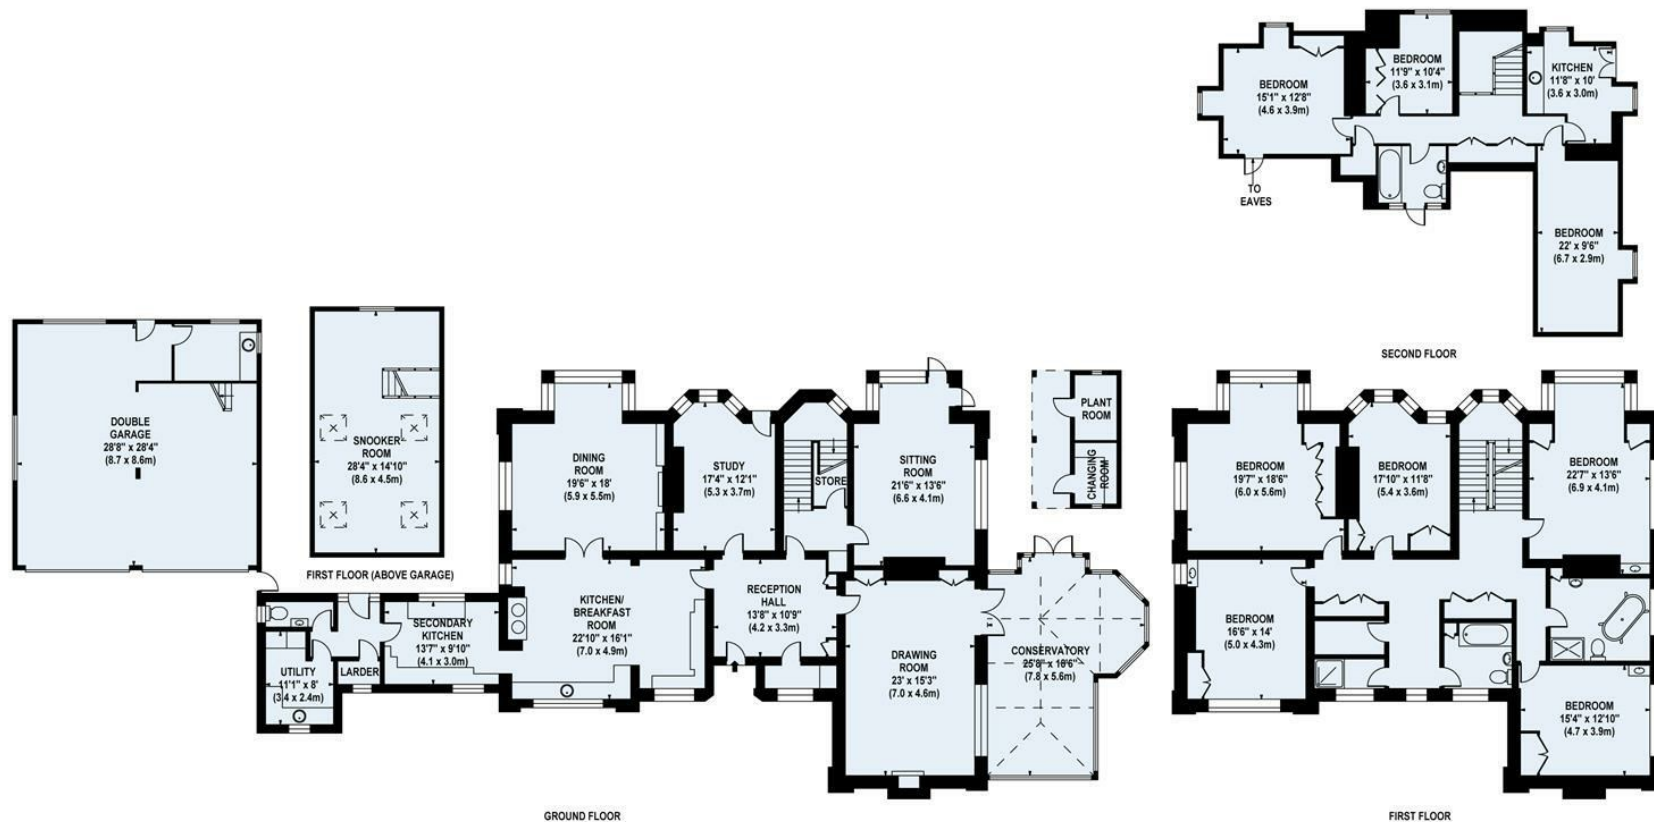 BEDROOM
15'1" x 12'8"
(4.6 x 3.9m)
BEDROOM
11'9" x 10'4"
(3.6 x 3.1m)
KITCHEN
11'8" x 10'
(3.6 x 3.0m)
TO
EAVES
BEDROOM
22' x 9'6"
(6.7 x 2.9m)
SECOND FLOOR
DOUBLE
GARAGE
28'8" x 28'4"
(8.7 x 8.6m)
SNOOKER
ROOM
28'4" x 14'10"
(8.6 x 4.5m)
FIRST FLOOR (ABOVE GARAGE)
DINING
ROOM
19'6" x 18'
(5.9 x 5.5m)
STUDY
17'4" x 12'1"
(5.3 x 3.7m)
STORE
SITTING
ROOM
21'6" x 13'6"
(6.6 x 4.1m)
PLANT
ROOM
CHANGING
ROOM
UTILITY
11'1" x 8'
(3.4 x 2.4m)
LARDER
SECONDARY
KITCHEN
13'7" x 9'10"
(4.1 x 3.0m)
KITCHEN/
BREAKFAST
ROOM
22'10" x 16'1"
(7.0 x 4.9m)
RECEPTION
HALL
13'8" x 10'9"
(4.2 x 3.3m)
DRAWING
ROOM
23' x 15'3"
(7.0 x 4.6m)
CONSERVATORY
25'8" x 18'6"
(7.8 x 5.6m)
GROUND FLOOR
BEDROOM
19'7" x 18'6"
(6.0 x 5.6m)
BEDROOM
17'10" x 11'8"
(5.4 x 3.6m)
BEDROOM
22'7" x 13'6"
(6.9 x 4.1m)
BEDROOM
16'6" x 14'
(5.0 x 4.3m)
BEDROOM
15'4" x 12'10"
(4.7 x 3.9m)
FIRST FLOOR